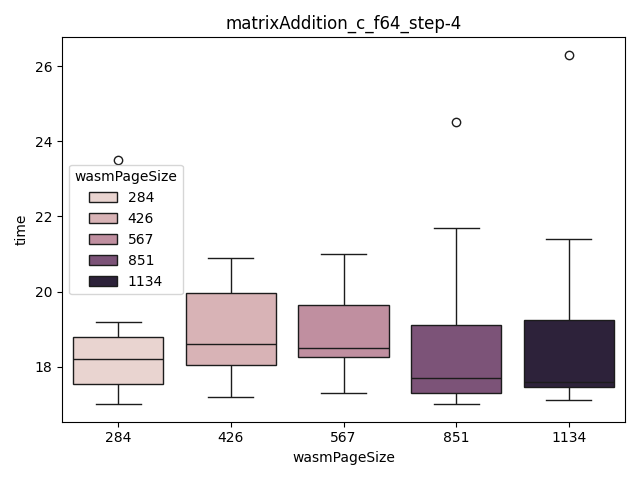 matrixAddition_c_f64_step-4
time
26
24
22
20
18
wasmPageSize
284
426
567
851
1134
284 426 567 851 1134
wasmPageSize